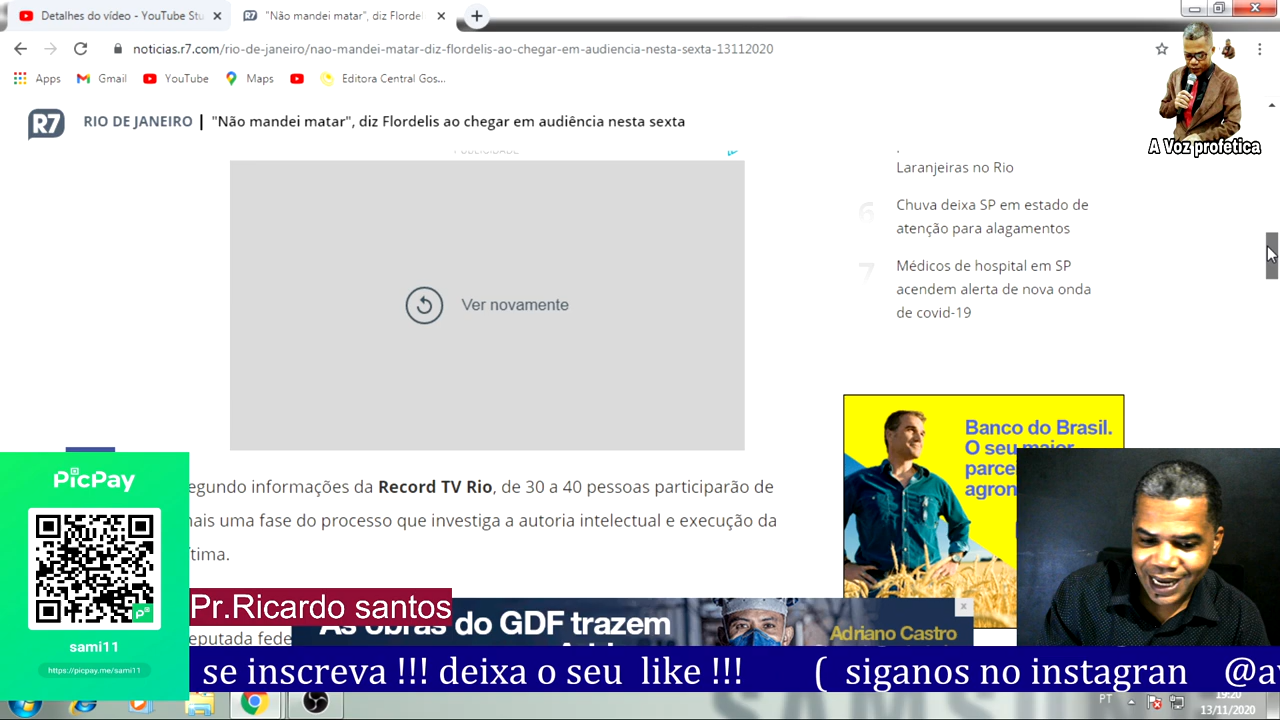 Detalhes do vídeo - YouTube Stu
"Não mandei matar", diz Flordel
noticias.r7.com/rio-de-janeiro/nao-mandei-matar-diz-flordelis-ao-chegar-em-audiencia-nesta-sexta-13112020
Apps Gmail YouTube Maps Editora Central Gos...
A Voz profetica
R7 RIO DE JANEIRO | "Não mandei matar", diz Flordelis ao chegar em audiência nesta sexta
PUBLICIDADE
Laranjeiras no Rio
6 Chuva deixa SP em estado de
atenção para alagamentos
7 Médicos de hospital em SP
acendem alerta de nova onda
de covid-19
Ver novamente
Banco do Brasil.
O seu maior
parce
agron
PicPay
sami11
https://picpay.me/sami11
egundo informações da Record TV Rio, de 30 a 40 pessoas participarão de
ais uma fase do processo que investiga a autoria intelectual e execução da
tima.
Pr.Ricardo santos
eputada fede
As obras do GDF trazem
Adriano Castro
se inscreva !!! deixa o seu like !!! ( siganos no instagran @a
PT
19:20
13/11/2020